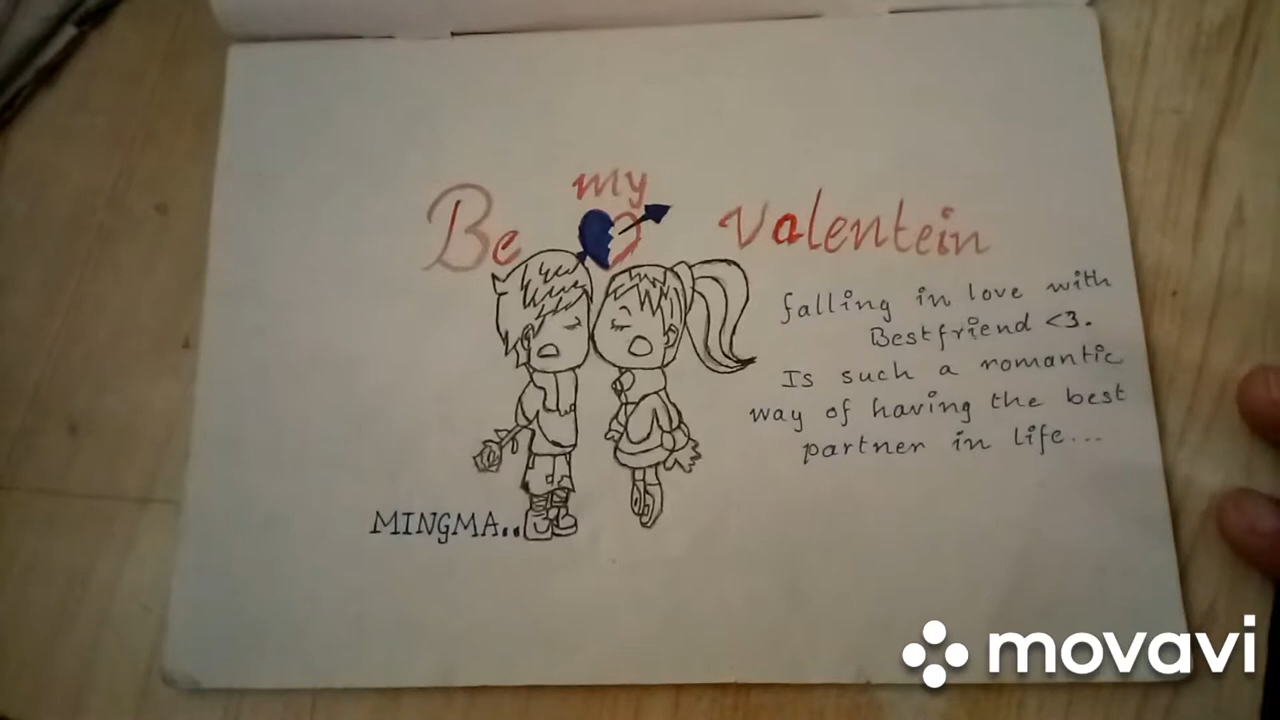 Be my Valentein
falling in love with
Bestfriend <3.
Is such a romantic
way of having the best
partner in life...
MINGMA..
movavi